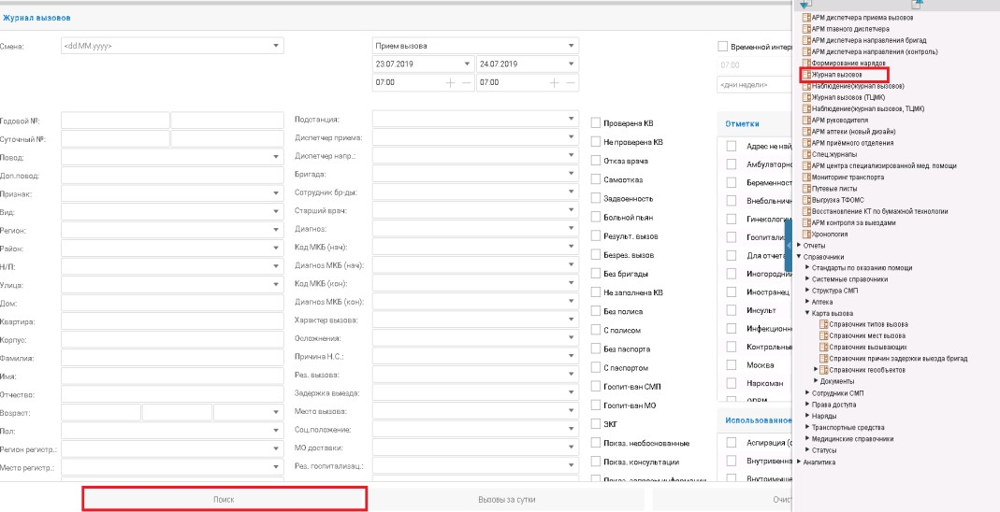 Журнал вызовов
Смена:
<dd.MM.yyyy>
Прием вызова
23.07.2019
24.07.2019
07:00
07:00
Временной интер
07:00
<дни недели>
Годовой №:
Суточный №:
Повод:
Доп.повод:
Признак:
Вид:
Регион:
Район:
Н/П:
Улица:
Дом:
Квартира:
Корпус:
Фамилия:
Имя:
Отчество:
Возраст:
Пол:
Регион регистр.:
Место регистр.:
Подстанция:
Диспетчер приема:
Диспетчер напр.:
Бригада:
Сотрудник бр-ды:
Старший врач:
Диагноз:
Код МКБ (нач):
Диагноз МКБ (нач):
Код МКБ (кон):
Диагноз МКБ (кон):
Характер вызова:
Осложнения:
Причина Н.С.:
Рез. вызова:
Задержка выезда:
Место вызова:
Соц.положение:
МО доставки:
Рез. госпитализац.:
Проверена КВ
Не проверена КВ
Отказ врача
Самоотказ
Задвоенность
Больной пьян
Результ. вызов
Безрез. вызов
Без бригады
Не заполнена КВ
Без полиса
С полисом
Без паспорта
С паспортом
Госпит-ван СМП
Госпит-ван МО
ЭКГ
Показ. необоснованные
Показ. консультации
Отметки
Адрес не най
Амбулаторно
Беременност
Внебольнич
Гинекологи
Госпитали
Для отчета
Иногородни
Иностранец
Инсульт
Инфекционн
Контрольны
Москва
Наркоман
ОРВИ
Использованное
Аспирация (
Внутривенна
Внутримыше
Поиск
Вызовы за сутки
Очист
АРМ диспетчера приема вызовов
АРМ главного диспетчера
АРМ диспетчера направления бригад
АРМ диспетчера направления (контроль)
Формирование нарядов
Журнал вызовов
Наблюдение(журнал вызовов)
Журнал вызовов (ТЦМК)
Наблюдение(журнал вызовов, ТЦМК)
АРМ руководителя
АРМ аптеки (новый дизайн)
АРМ приёмного отделения
Спец.журналы
АРМ центра специализированной мед. помощи
Мониторинг транспорта
Путевые листы
Выгрузка ТФОМС
Восстановление КТ по бумажной технологии
АРМ контроля за выездами
Хронология
Отчеты
Справочники
Стандарты по оказанию помощи
Системные справочники
Структура СМП
Аптека
Карта вызова
Справочник типов вызова
Справочник мест вызова
Справочник вызывающих
Справочник причин задержки выезда бригад
Справочник геообъектов
Документы
Сотрудники СМП
Права доступа
Наряды
Транспортные средства
Медицинские справочники
Статусы
Аналитика